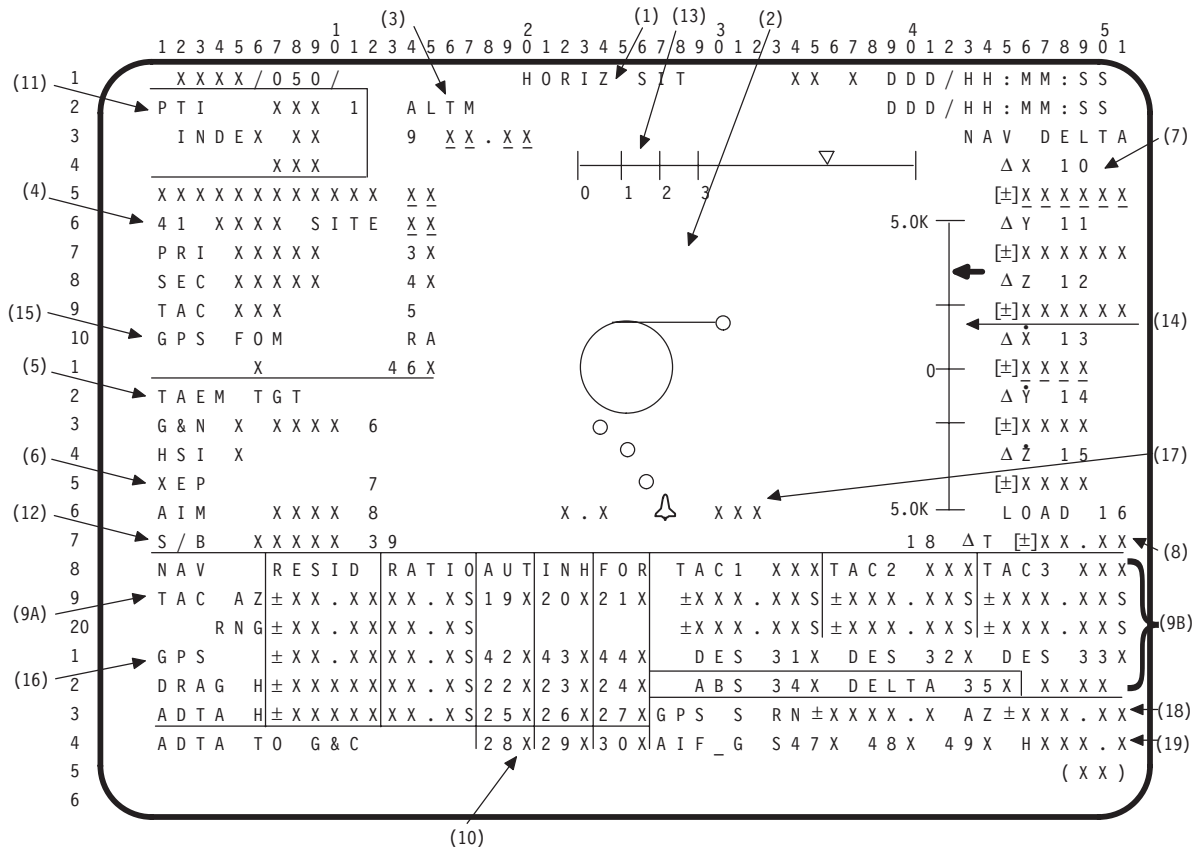 (3) (1) (13) (2)
1 2 3 4 5
1 2 3 4 5 6 7 8 9 0 1 2 3 4 5 6 7 8 9 0 1 2 3 4 5 6 7 8 9 0 1 2 3 4 5 6 7 8 9 0 1 2 3 4 5 6 7 8 9 0 1
1 XXXX/050/ HORIZ SIT XX X DDD/HH:MM:SS
(11)
2 PTI XXX 1 ALTM DDD/HH:MM:SS
3 INDEX XX 9 XX.XX NAV DELTA
(7)
4 XXX Δ X 10
(4)
5 XXXXXXXXXXXX XX 0 1 2 3 [±]XXXXXX
6 41 XXXX SITE XX 5.0K Δ Y 11
7 PRI XXXXX 3X [±]XXXXXX
8 SEC XXXXX 4X Δ Z 12
9 TAC XXX 5 [±]XXXXXX
(15) (14)
10 GPS FOM RA Δ Ẋ 13
1 X 46X 0 [±]XXXX
(5)
2 TAEM TGT Δ Ẏ 14
3 G&N X XXXX 6 [±]XXXX
4 HSI X Δ Ż 15
(6) (17)
5 XEP 7 [±]XXXX
6 AIM XXXX 8 X.X XXX 5.0K LOAD 16
(12)
7 S/B XXXXX 39 18 ΔT [±]XX.XX (8)
8 NAV RESID RATIO AUT INH FOR TAC1 XXX TAC2 XXX TAC3 XXX
9 TAC AZ ±XX.XX XX.XS 19X 20X 21X ±XXX.XXS ±XXX.XXS ±XXX.XXS
(9A) (9B)
20 RNG ±XX.XX XX.XS ±XXX.XXS ±XXX.XXS ±XXX.XXS
1 GPS ±XX.XX XX.XS 42X 43X 44X DES 31X DES 32X DES 33X
(16)
2 DRAG H ±XXXXX XX.XS 22X 23X 24X ABS 34X DELTA 35X XXXX
3 ADTA H ±XXXXX XX.XS 25X 26X 27X GPS S RN ±XXXX.X AZ ±XXX.XX (18)
4 ADTA TO G&C 28X 29X 30X AIF_G S47X 48X 49X HXXX.X (19)
5 (XX)
6
(10)